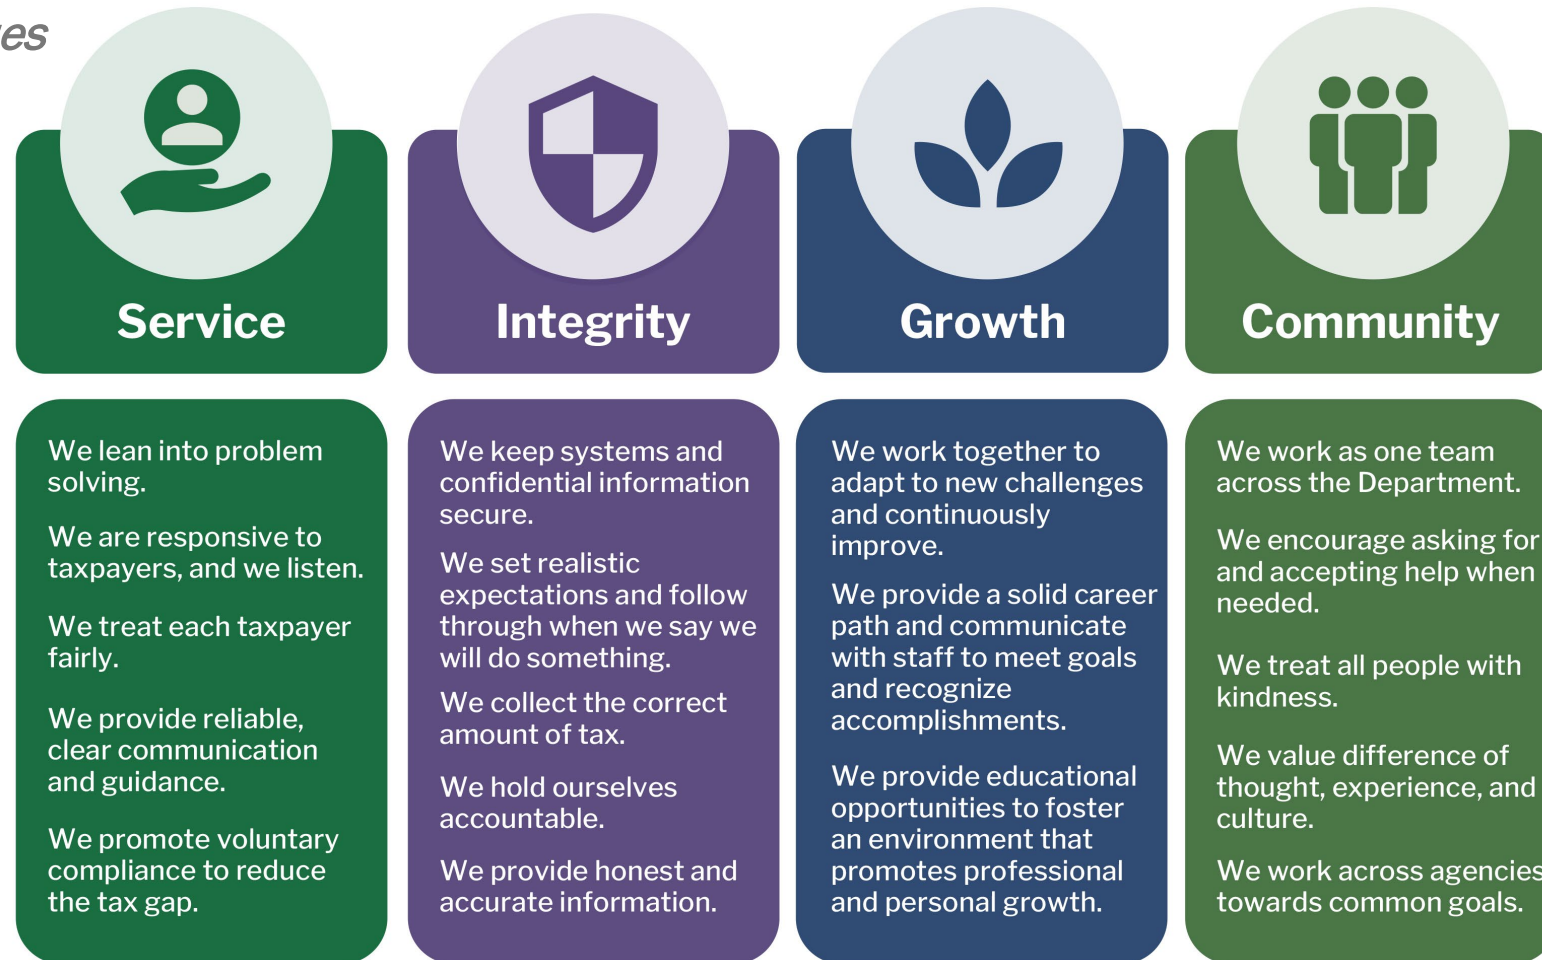 es
Service
We lean into problem
solving.
We are responsive to
taxpayers, and we listen.
We treat each taxpayer
fairly.
We provide reliable,
clear communication
and guidance.
We promote voluntary
compliance to reduce
the tax gap.
Integrity
We keep systems and
confidential information
secure.
We set realistic
expectations and follow
through when we say we
will do something.
We collect the correct
amount of tax.
We hold ourselves
accountable.
We provide honest and
accurate information.
Growth
We work together to
adapt to new challenges
and continuously
improve.
We provide a solid career
path and communicate
with staff to meet goals
and recognize
accomplishments.
We provide educational
opportunities to foster
an environment that
promotes professional
and personal growth.
Community
We work as one team
across the Department.
We encourage asking for
and accepting help when
needed.
We treat all people with
kindness.
We value difference of
thought, experience, and
culture.
We work across agencies
towards common goals.